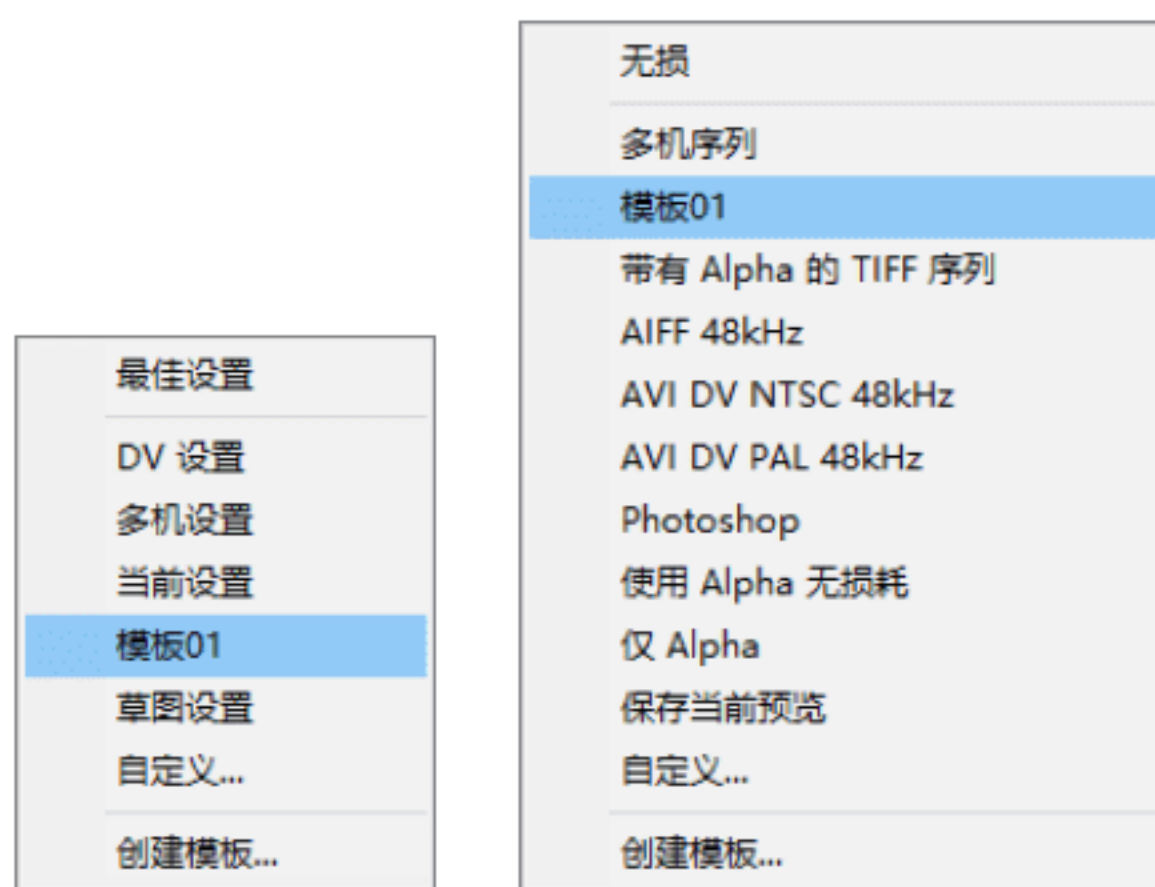 最佳设置
DV 设置
多机设置
当前设置
模板01
草图设置
自定义...
创建模板...
无损
多机序列
模板01
带有 Alpha 的 TIFF 序列
AIFF 48kHz
AVI DV NTSC 48kHz
AVI DV PAL 48kHz
Photoshop
使用 Alpha 无损耗
仅 Alpha
保存当前预览
自定义...
创建模板...